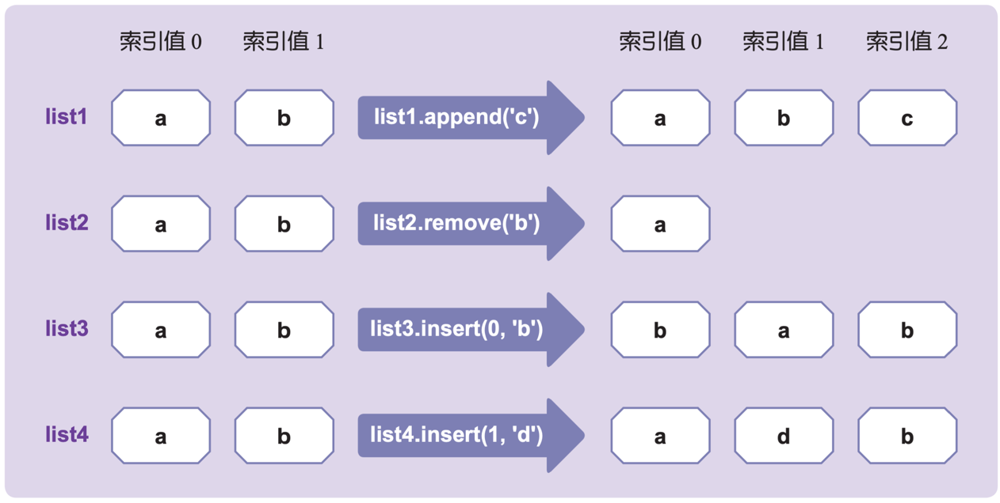 索引值 0 索引值 1 索引值 0 索引值 1 索引值 2
list1 a b list1.append('c') a b c
list2 a b list2.remove('b') a
list3 a b list3.insert(0, 'b') b a b
list4 a b list4.insert(1, 'd') a d b